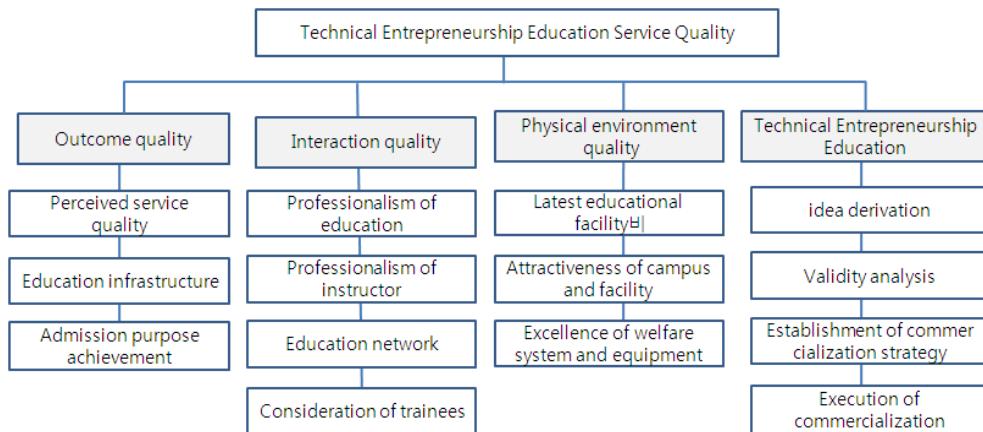 Technical Entrepreneurship Education Service Quality
Outcome quality
Perceived service
quality
Education infrastructure
Admission purpose
achievement
Interaction quality
Professionalism of
education
Professionalism of
instructor
Education network
Consideration of trainees
Physical environment
quality
Latest educational
facility비
Attractiveness of campus
and facility
Excellence of welfare
system and equipment
Technical Entrepreneurship
Education
idea derivation
Validity analysis
Establishment of commer
cialization strategy
Execution of
commercialization